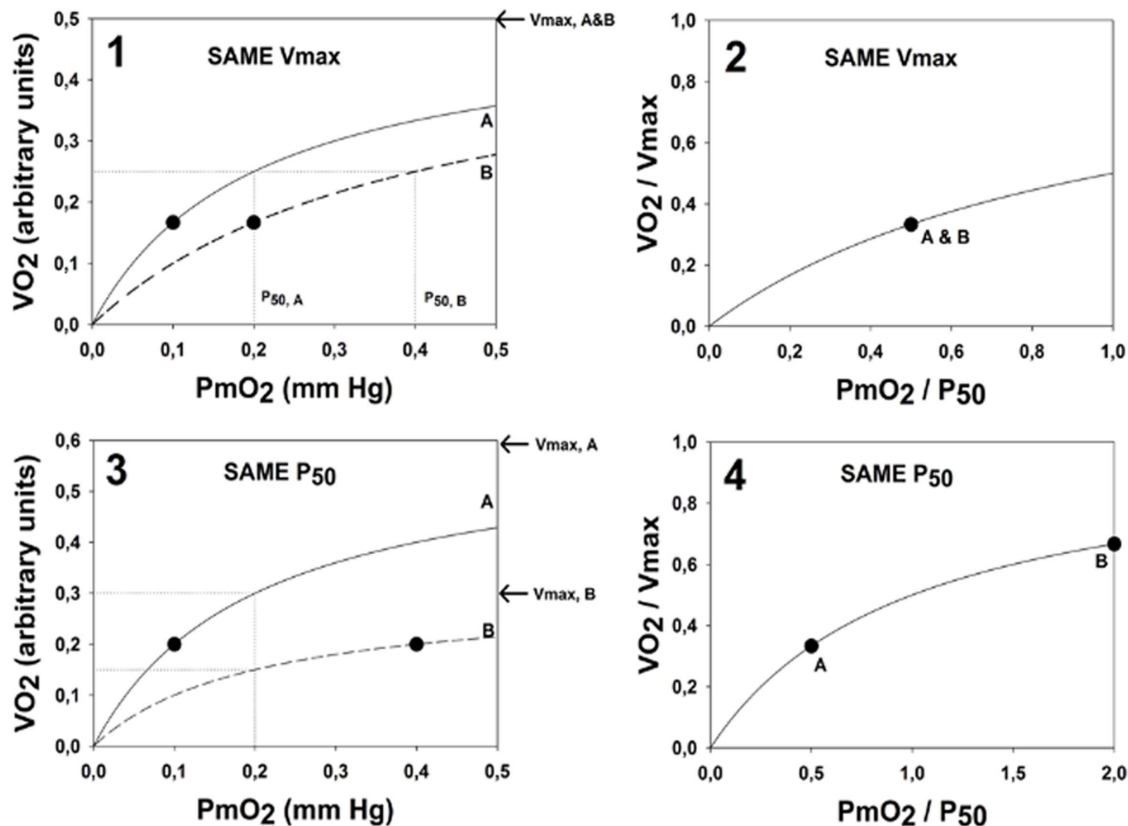 1
SAME Vmax
Vmax, A&B
VO2 (arbitrary units)
0,5
0,4
0,3
0,2
0,1
0,0
A
B
P50, A
P50, B
0,0 0,1 0,2 0,3 0,4 0,5
PmO2 (mm Hg)
2
SAME Vmax
VO2 / Vmax
1,0
0,8
0,6
0,4
0,2
0,0
A & B
0,0 0,2 0,4 0,6 0,8 1,0
PmO2 / P50
3
SAME P50
Vmax, A
Vmax, B
VO2 (arbitrary units)
0,6
0,5
0,4
0,3
0,2
0,1
0,0
A
B
0,0 0,1 0,2 0,3 0,4 0,5
PmO2 (mm Hg)
4
SAME P50
VO2 / Vmax
1,0
0,8
0,6
0,4
0,2
0,0
A
B
0,0 0,5 1,0 1,5 2,0
PmO2 / P50